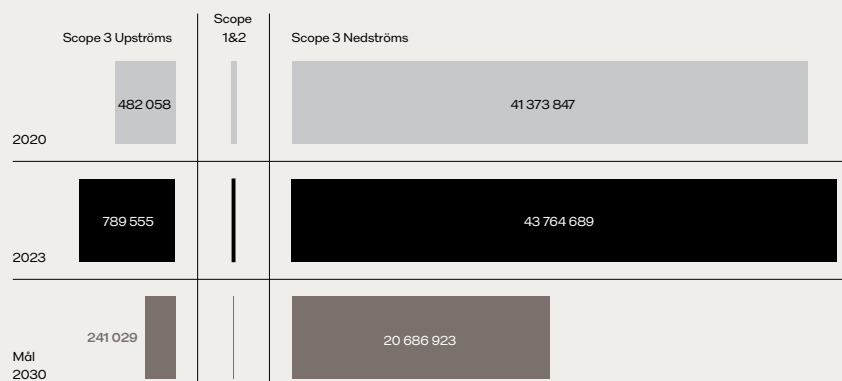 Scope
Scope 3 Upströms
1&2
Scope 3 Nedströms
482 058
41 373 847
2020
789 555
43 764 689
2023
241 029
20 686 923
Mål
2030